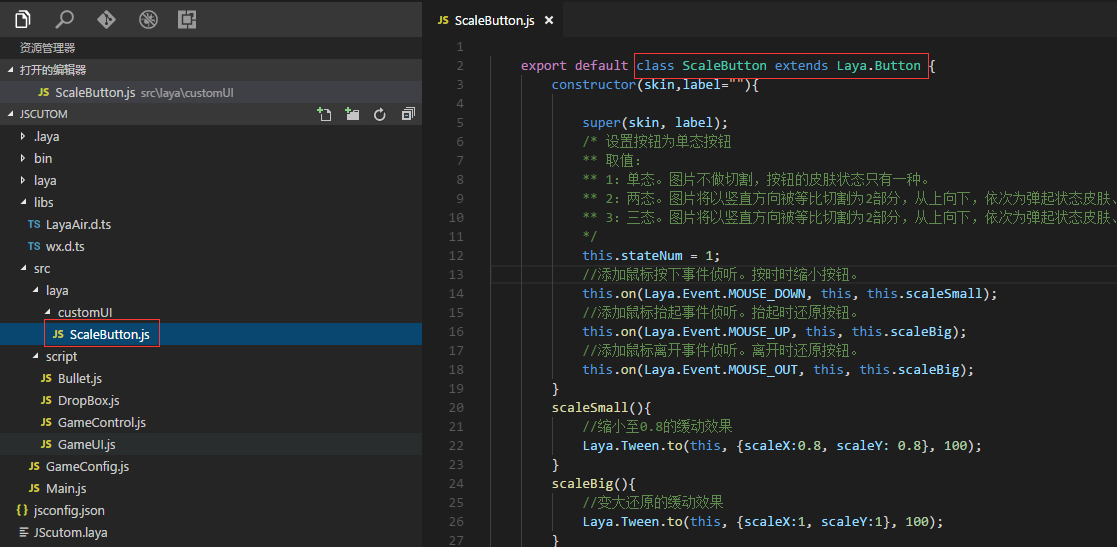 资源管理器
打开的编辑器
JS ScaleButton.js src\laya\customUI
JSCUTOM
.laya
bin
laya
libs
TS LayaAir.d.ts
TS wx.d.ts
src
laya
customUI
JS ScaleButton.js
script
JS Bullet.js
JS DropBox.js
JS GameControl.js
JS GameUI.js
JS GameConfig.js
JS Main.js
{} jsconfig.json
JScutom.laya
JS ScaleButton.js ×
1
2 export default class ScaleButton extends Laya.Button {
3 constructor(skin,label=""){
4
5 super(skin, label);
6 /* 设置按钮为单态按钮
7 ** 取值：
8 ** 1：单态。图片不做切割，按钮的皮肤状态只有一种。
9 ** 2：两态。图片将以竖直方向被等比切割为2部分，从上向下，依次为弹起状态皮肤、
10 ** 3：三态。图片将以竖直方向被等比切割为2部分，从上向下，依次为弹起状态皮肤、
11 */
12 this.stateNum = 1;
13 //添加鼠标按下事件侦听。按时时缩小按钮。
14 this.on(Laya.Event.MOUSE_DOWN, this, this.scaleSmall);
15 //添加鼠标抬起事件侦听。抬起时还原按钮。
16 this.on(Laya.Event.MOUSE_UP, this, this.scaleBig);
17 //添加鼠标离开事件侦听。离开时还原按钮。
18 this.on(Laya.Event.MOUSE_OUT, this, this.scaleBig);
19 }
20 scaleSmall(){
21 //缩小至0.8的缓动效果
22 Laya.Tween.to(this, {scaleX:0.8, scaleY: 0.8}, 100);
23 }
24 scaleBig(){
25 //变大还原的缓动效果
26 Laya.Tween.to(this, {scaleX:1, scaleY:1}, 100);
27 }